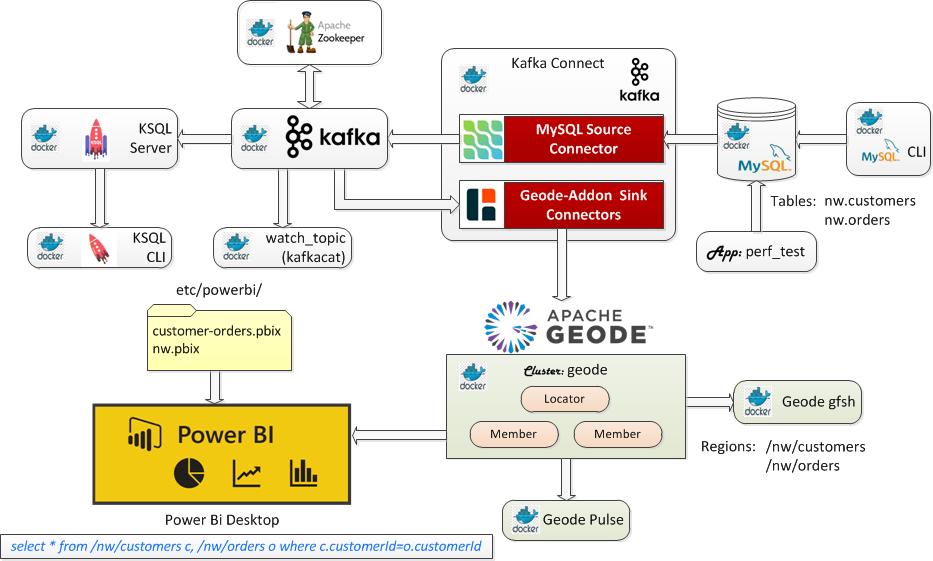 docker
Apache
Zookeeper
docker
Kafka Connect
kafka
docker
KSQL
Server
docker
kafka
MySQL Source
Connector
docker
MySQL
docker
MySQL
CLI
Geode-Addon Sink
Connectors
Tables: nw.customers
nw.orders
docker
KSQL
CLI
docker
watch_topic
(kafkacat)
App: perf_test
etc/powerbi/
customer-orders.pbix
nw.pbix
APACHE
GEODE™
docker
Cluster: geode
Locator
Member
Member
docker
Geode gfsh
Power BI
Regions: /nw/customers
/nw/orders
Power Bi Desktop
docker
Geode Pulse
select * from /nw/customers c, /nw/orders o where c.customerId=o.customerId